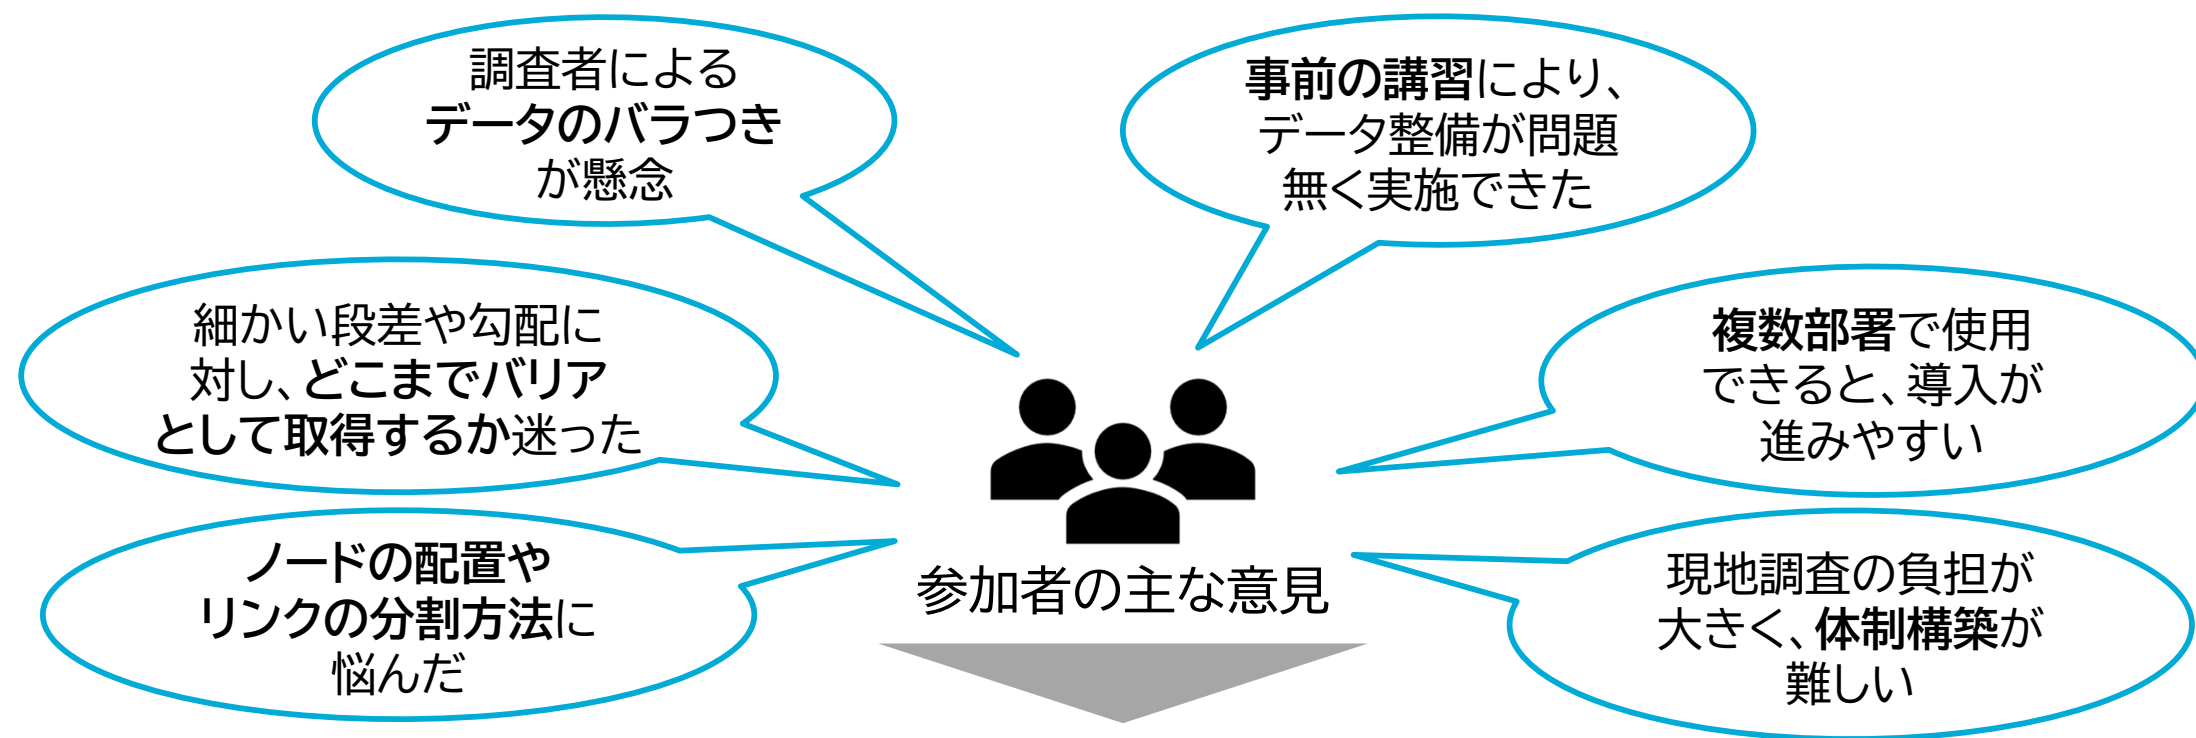 調査者による
データのバラつき
が懸念
事前の講習により、
データ整備が問題
無く実施できた
細かい段差や勾配に
対し、どこまでバリア
として取得するか迷った
複数部署で使用
できると、導入が
進みやすい
ノードの配置や
リンクの分割方法に
悩んだ
現地調査の負担が
大きく、体制構築が
難しい
参加者の主な意見